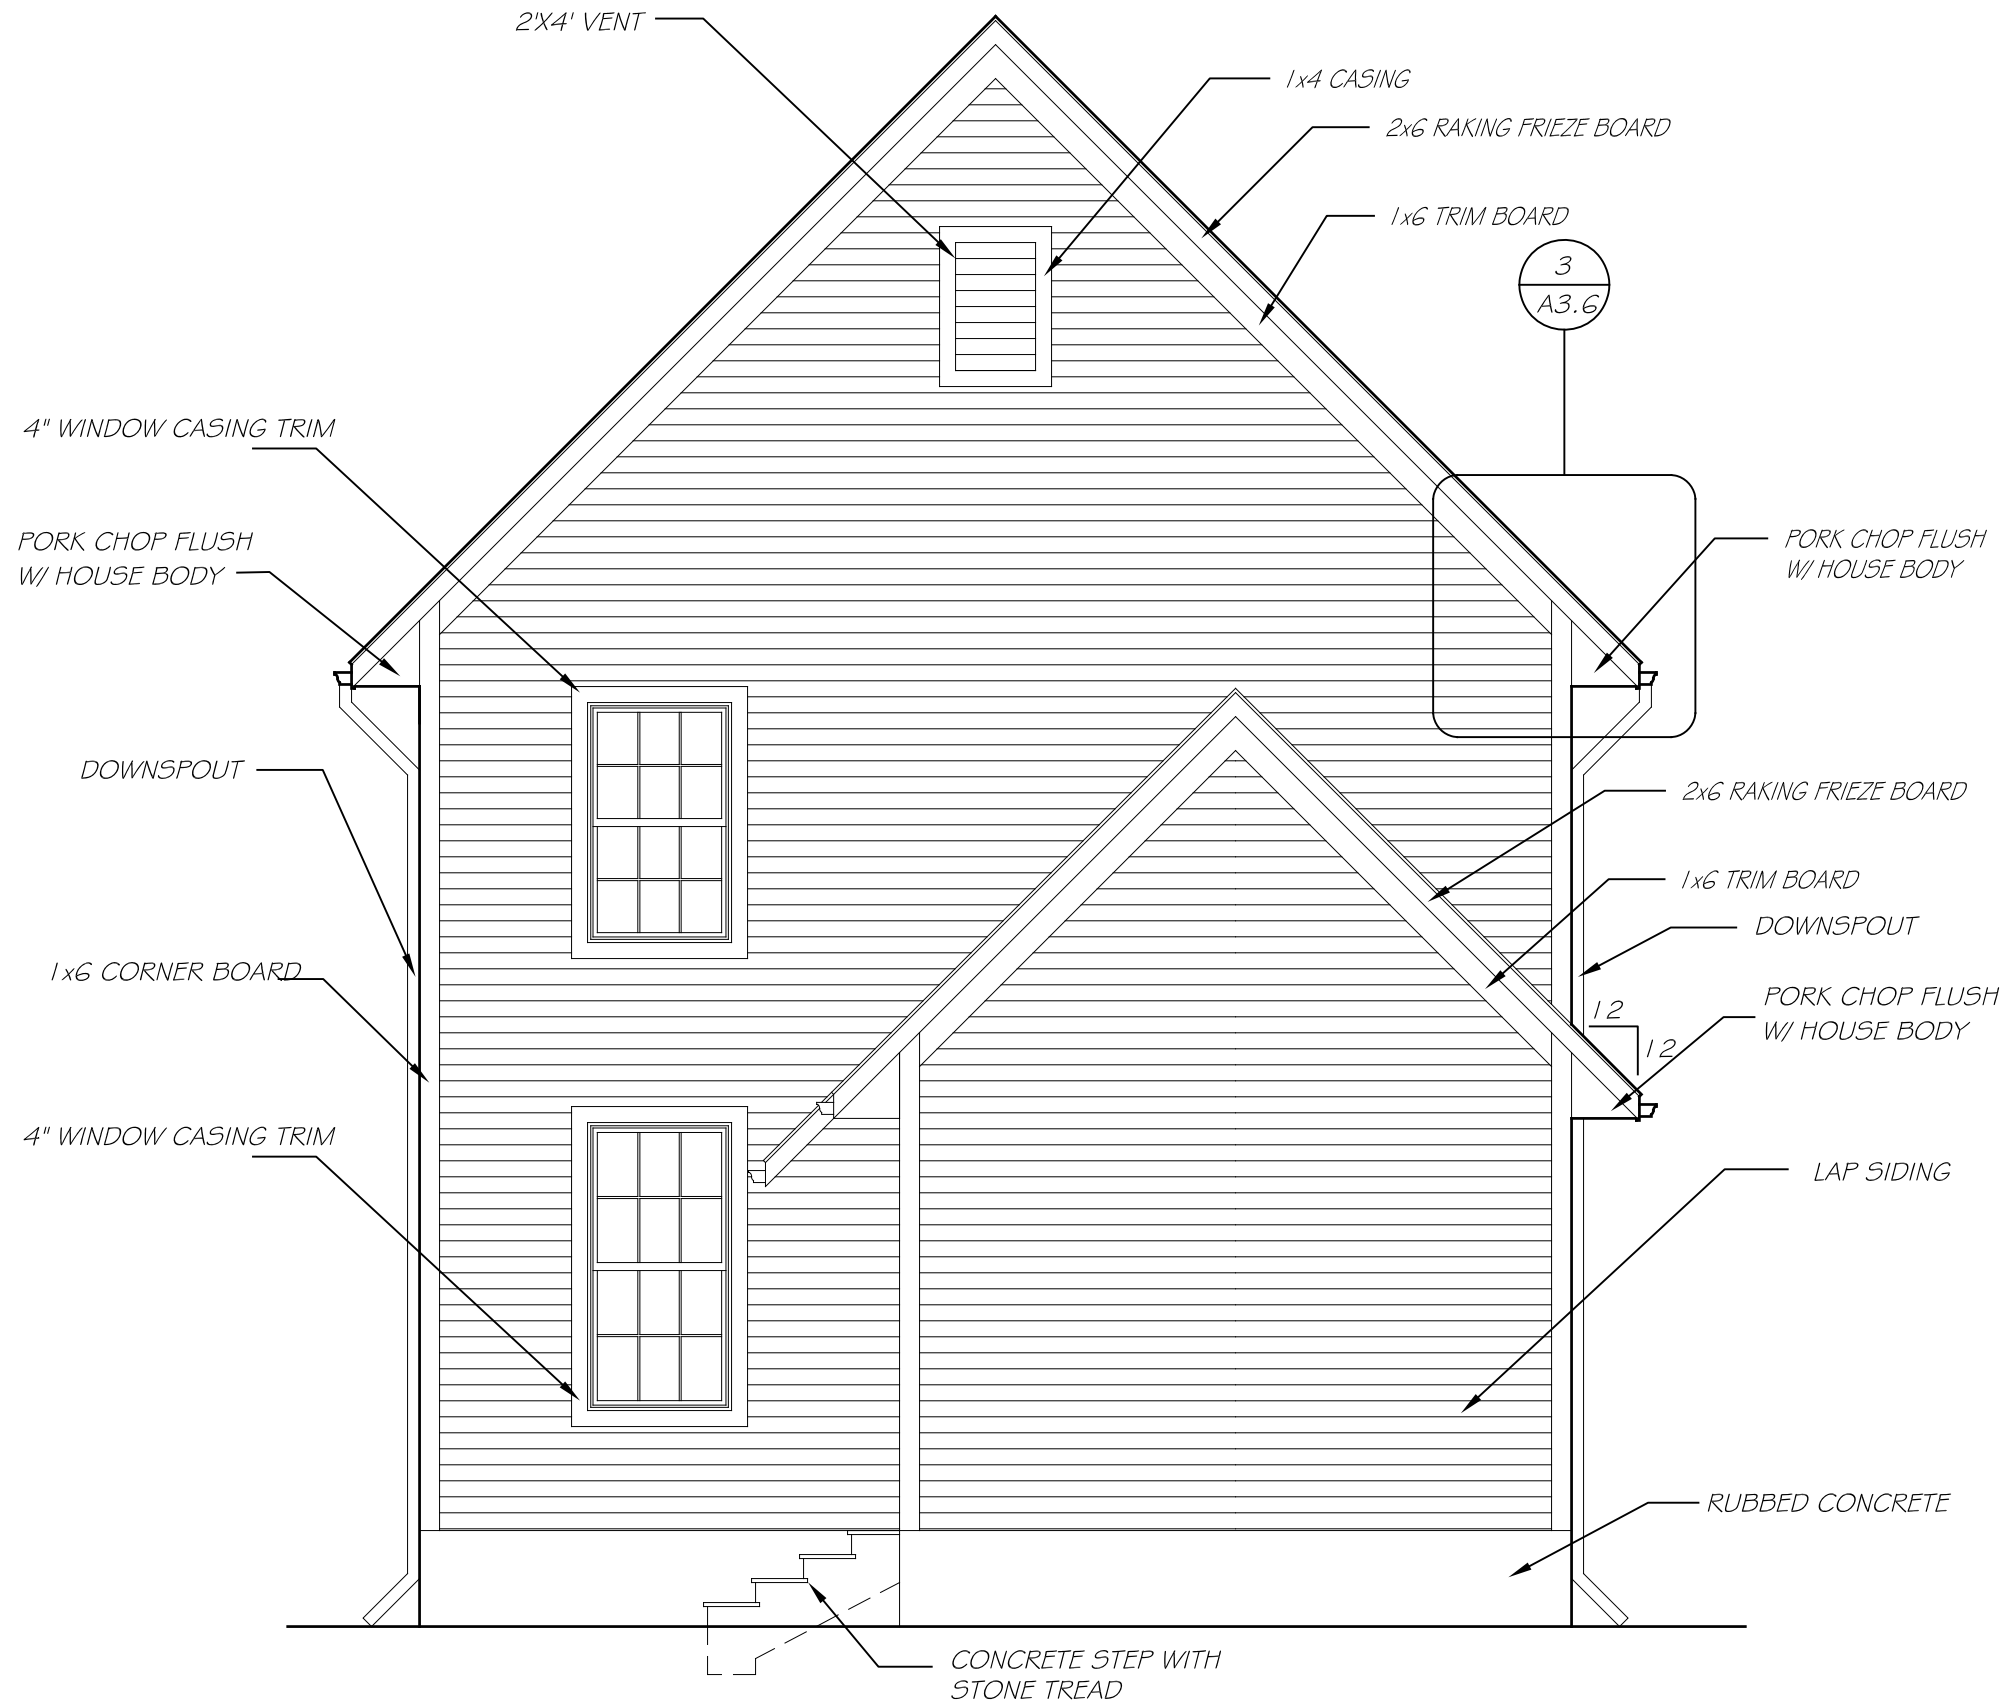 2'X4' VENT
1x4 CASING
2x6 RAKING FRIEZE BOARD
1x6 TRIM BOARD
3
A3.6
4" WINDOW CASING TRIM
PORK CHOP FLUSH
W/ HOUSE BODY
PORK CHOP FLUSH
W/ HOUSE BODY
DOWNSPOUT
2x6 RAKING FRIEZE BOARD
1x6 TRIM BOARD
DOWNSPOUT
1x6 CORNER BOARD
PORK CHOP FLUSH
W/ HOUSE BODY
12
12
4" WINDOW CASING TRIM
LAP SIDING
RUBBED CONCRETE
CONCRETE STEP WITH
STONE TREAD